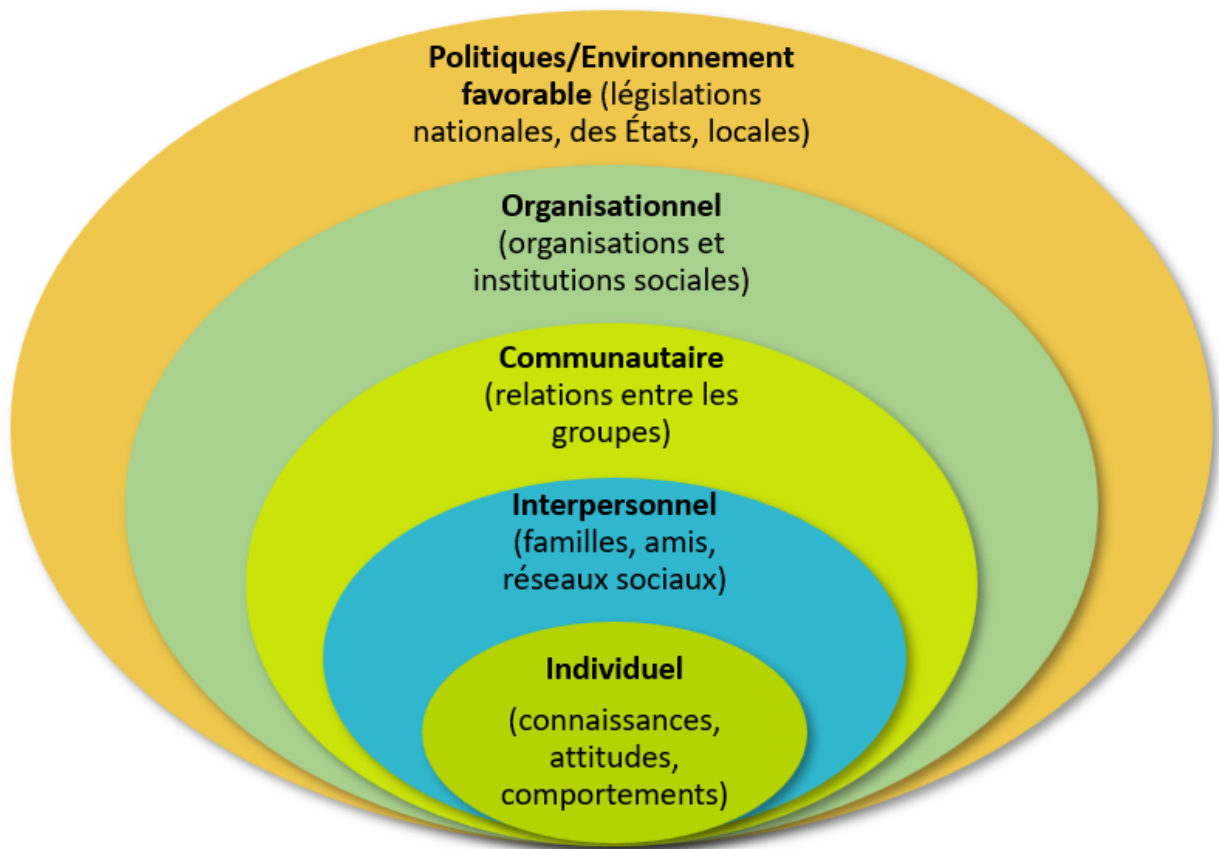 Politiques/Environnement
favorable (législations
nationales, des États, locales)
Organisationnel
(organisations et
institutions sociales)
Communautaire
(relations entre les
groupes)
Interpersonnel
(familles, amis,
réseaux sociaux)
Individuel
(connaissances,
attitudes,
comportements)